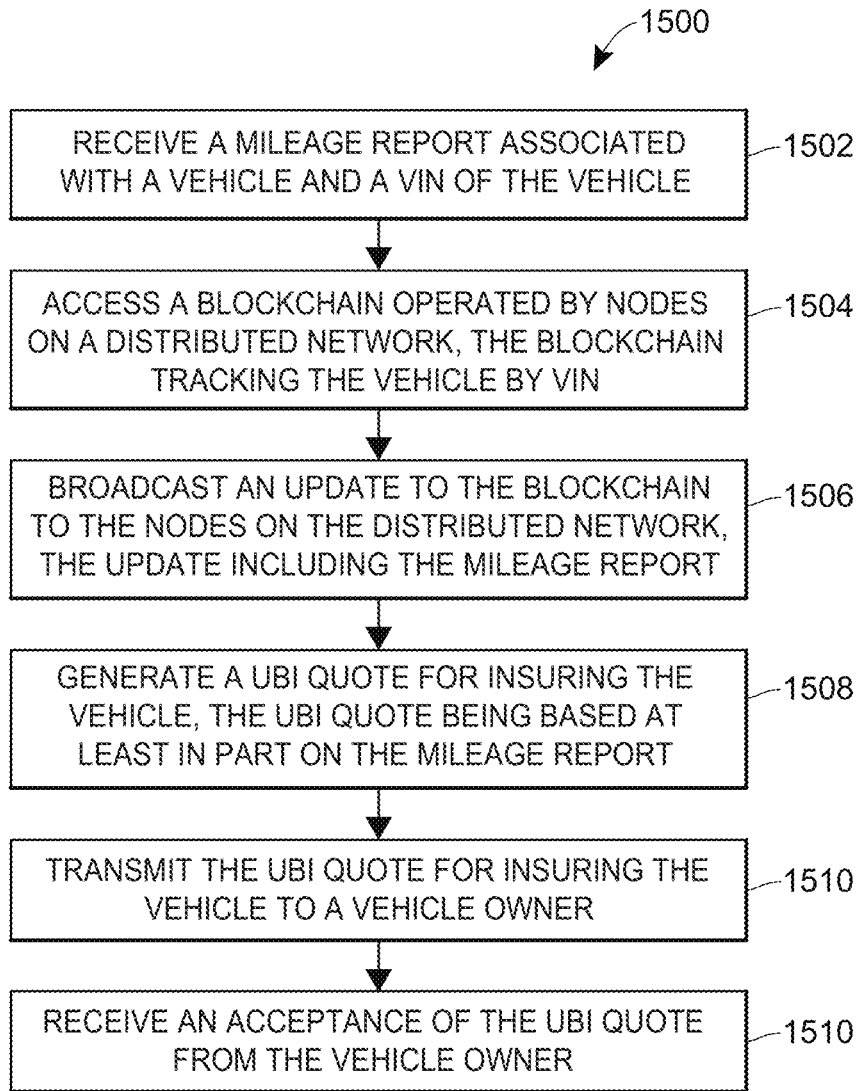 1500
RECEIVE A MILEAGE REPORT ASSOCIATED
WITH A VEHICLE AND A VIN OF THE VEHICLE
1502
ACCESS A BLOCKCHAIN OPERATED BY NODES
ON A DISTRIBUTED NETWORK, THE BLOCKCHAIN
TRACKING THE VEHICLE BY VIN
1504
BROADCAST AN UPDATE TO THE BLOCKCHAIN
TO THE NODES ON THE DISTRIBUTED NETWORK,
THE UPDATE INCLUDING THE MILEAGE REPORT
1506
GENERATE A UBI QUOTE FOR INSURING THE
VEHICLE, THE UBI QUOTE BEING BASED AT
LEAST IN PART ON THE MILEAGE REPORT
1508
TRANSMIT THE UBI QUOTE FOR INSURING THE
VEHICLE TO A VEHICLE OWNER
1510
RECEIVE AN ACCEPTANCE OF THE UBI QUOTE
FROM THE VEHICLE OWNER
1510